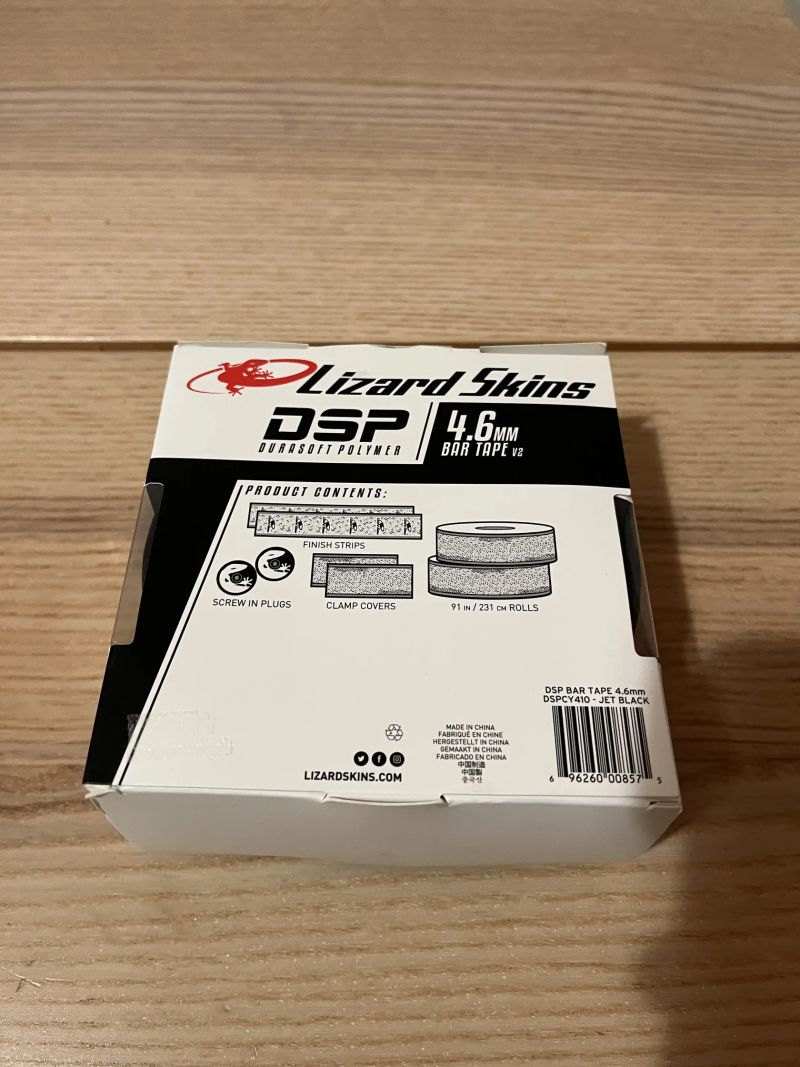 Lizard Skins
DSP
DURASOFT POLYMER
4.6MM
BAR TAPE V2
PRODUCT CONTENTS:
FINISH STRIPS
SCREW IN PLUGS
CLAMP COVERS
91 IN / 231 CM ROLLS
DSP BAR TAPE 4.6mm
DSPCY410 - JET BLACK
MADE IN CHINA
FABRIQUÉ EN CHINE
HERGESTELLT IN CHINA
GEMAAKT IN CHINA
FABRICADO EN CHINA
中国制造
中国製
중국산
LIZARDSKINS.COM
6 96260 00857 5